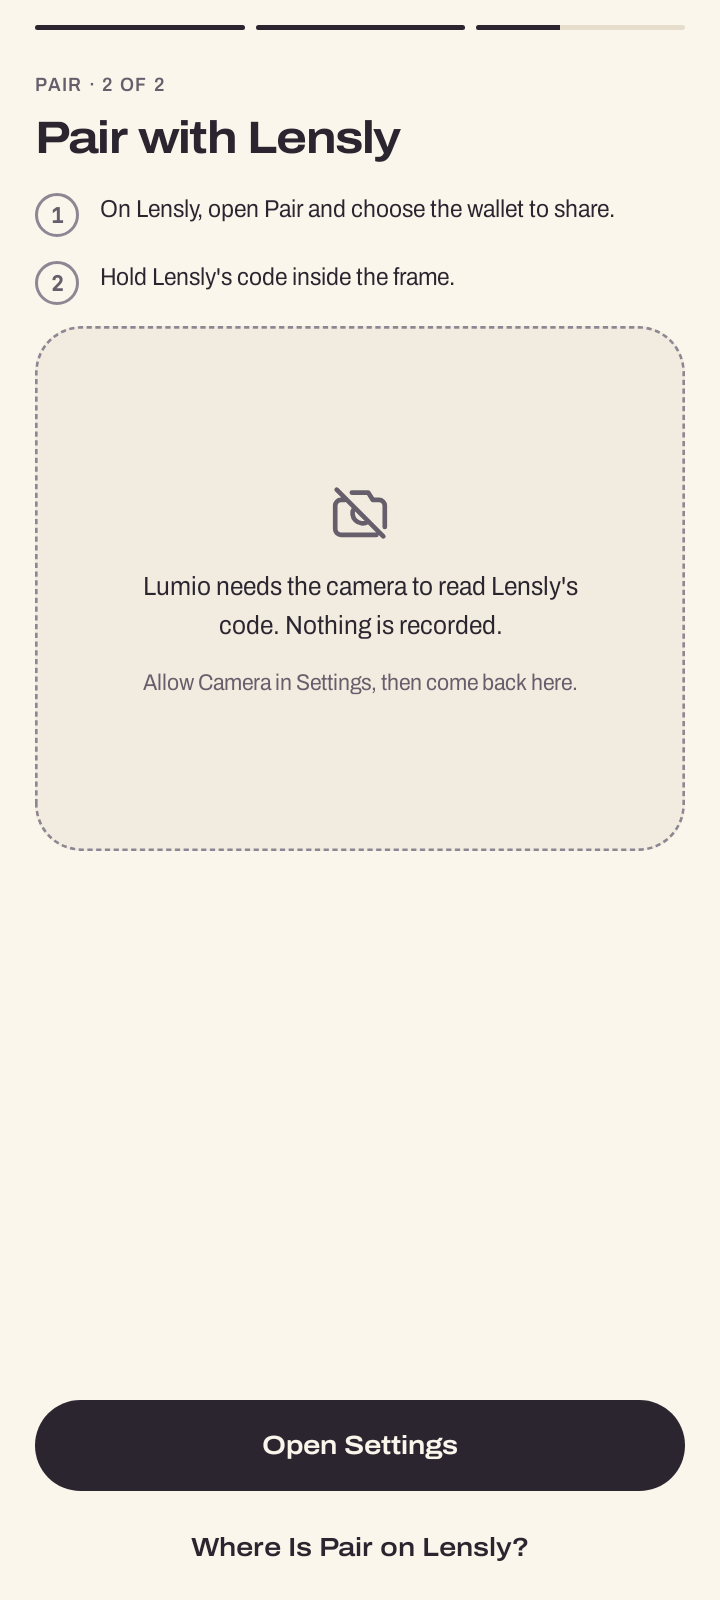 PAIR · 2 OF 2
Pair with Lensly
1 On Lensly, open Pair and choose the wallet to share.
2 Hold Lensly's code inside the frame.
Lumio needs the camera to read Lensly's
code. Nothing is recorded.
Allow Camera in Settings, then come back here.
Open Settings
Where Is Pair on Lensly?